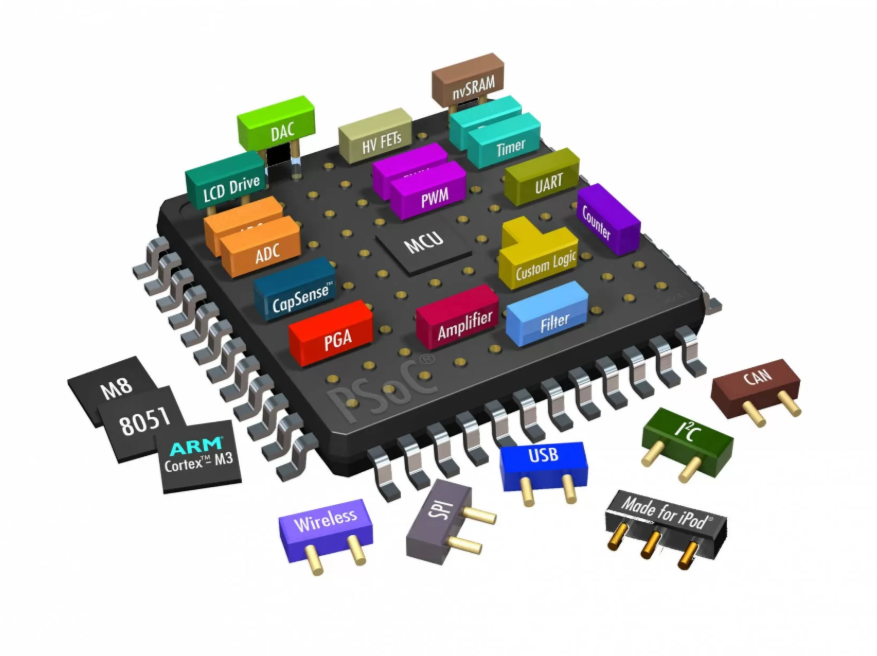 nvSRAM
DAC
HV FETs
Timer
LCD Drive
PWM
UART
Counter
ADC
MCU
Custom Logic
CapSense™
PGA
Amplifier
Filter
PSoC®
M8
8051
ARM®
Cortex™-M3
CAN
I²C
USB
SPI
Wireless
Made for iPod®